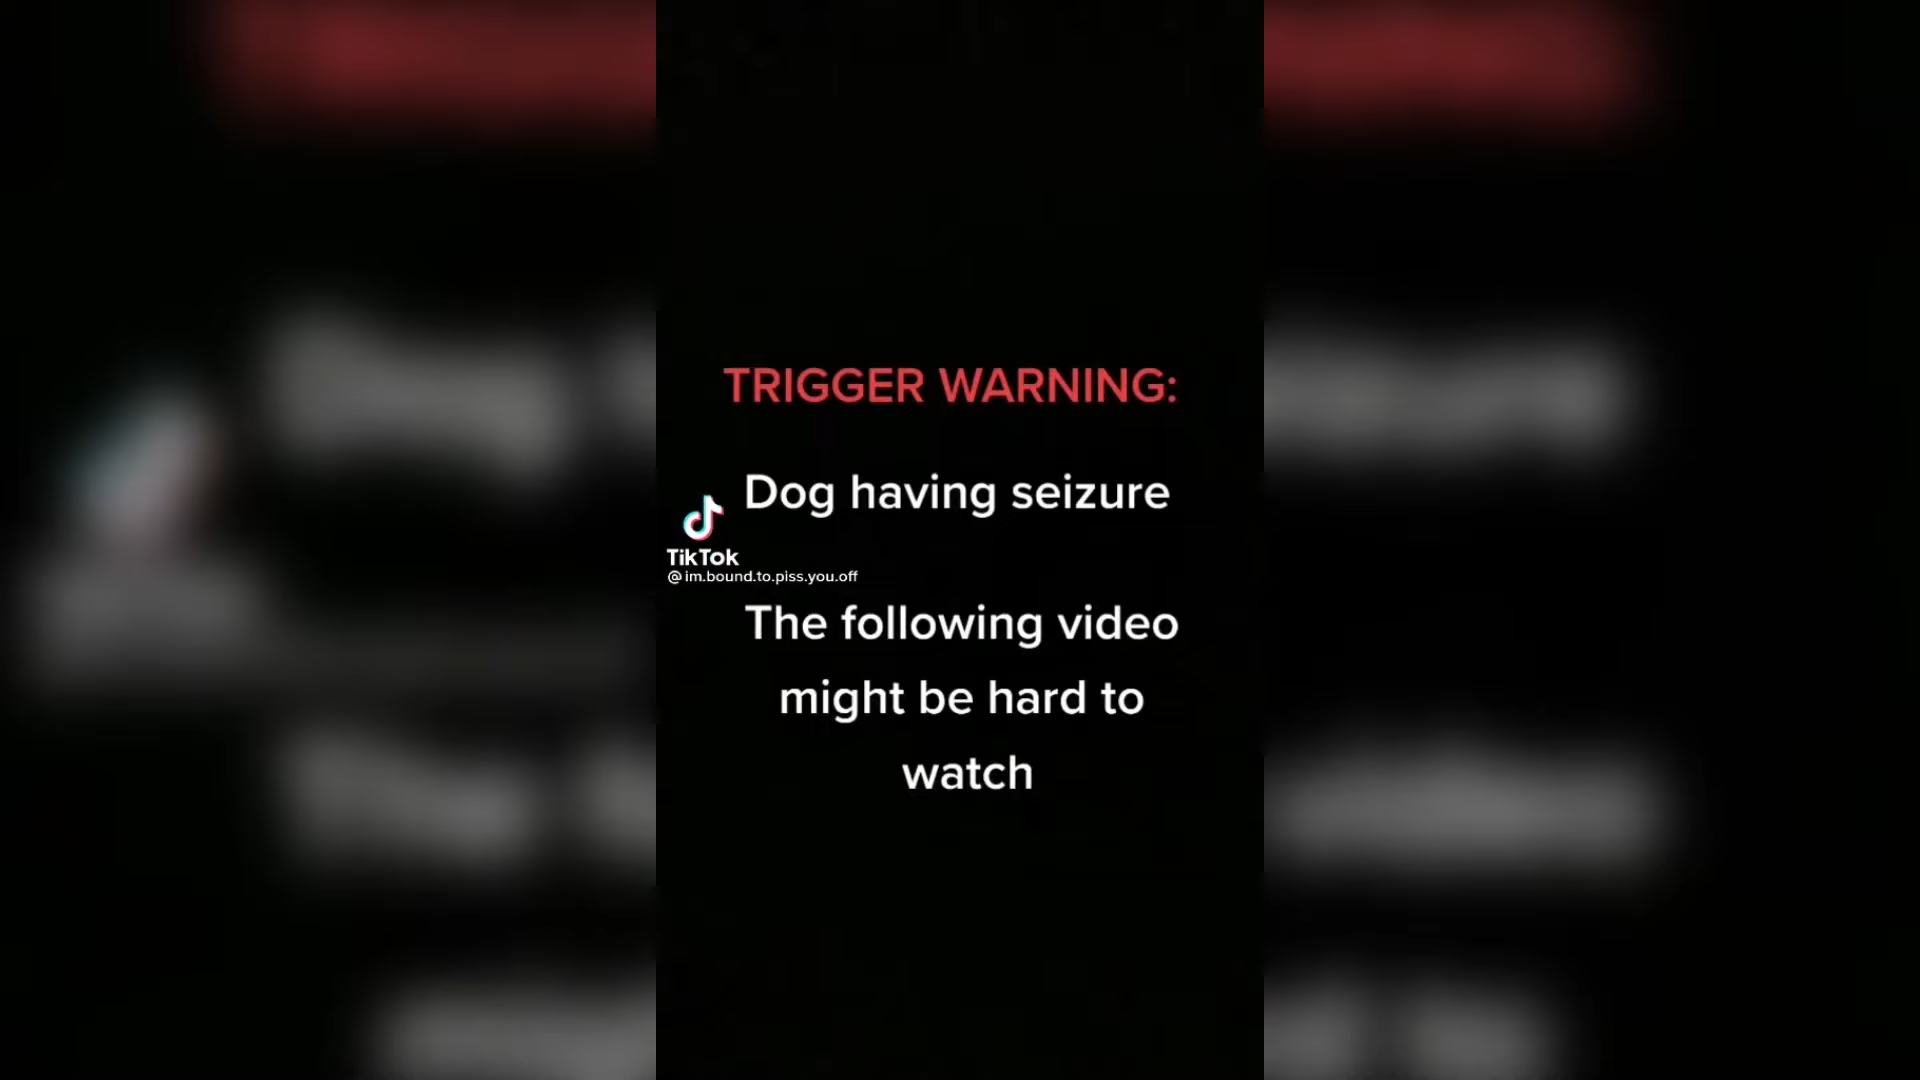 TRIGGER WARNING:
Dog having seizure
TikTok
@im.bound.to.piss.you.off
The following video
might be hard to
watch